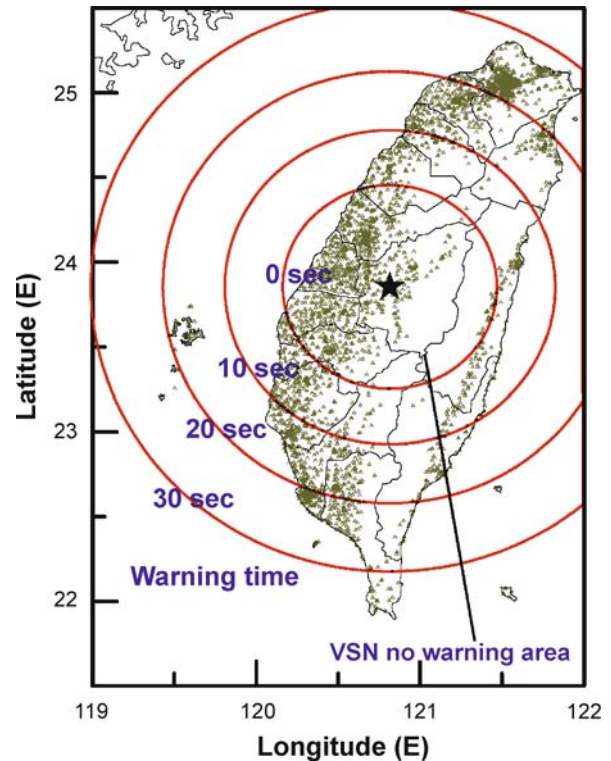 25
24
23
22
Latitude (E)
0 sec
10 sec
20 sec
30 sec
Warning time
VSN no warning area
119
120
121
122
Longitude (E)